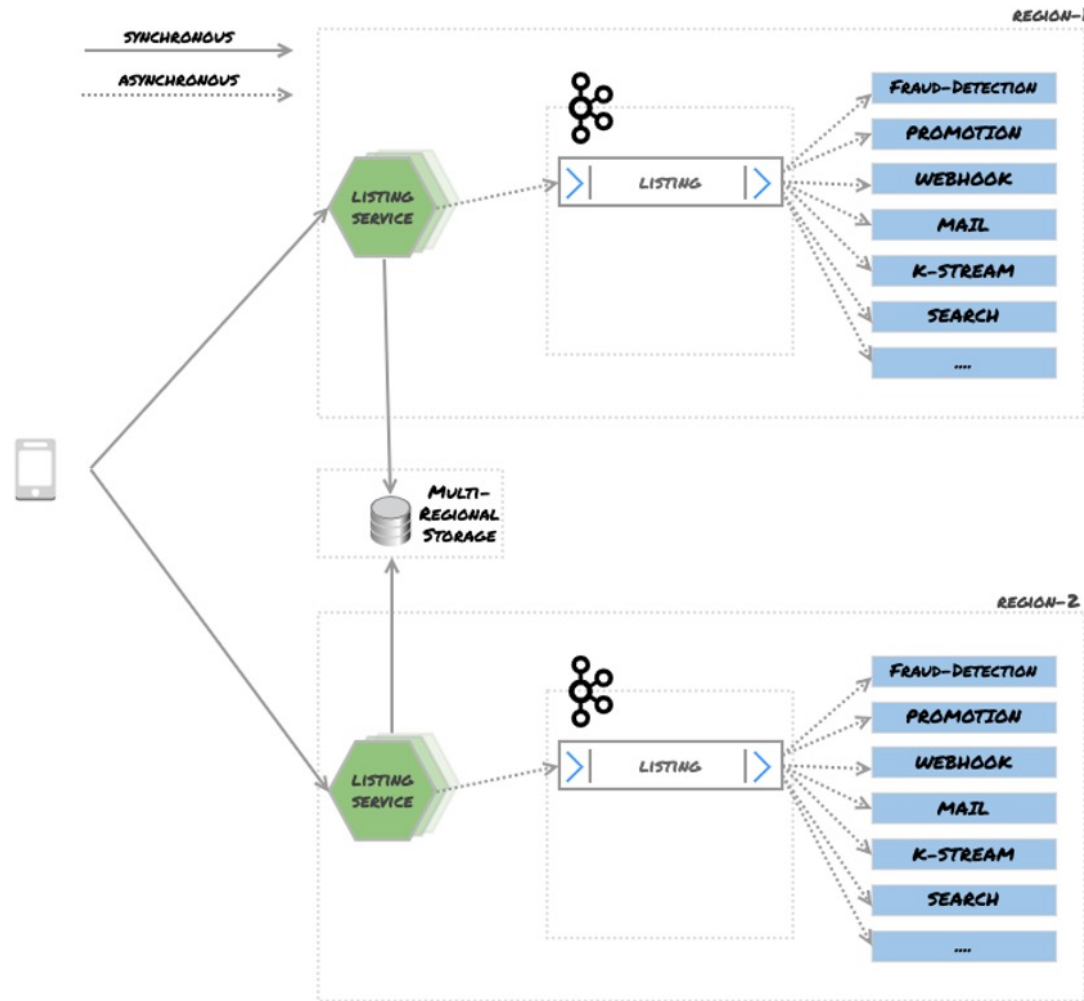 REGION-1
SYNCHRONOUS
ASYNCHRONOUS
FRAUD-DETECTION
PROMOTION
WEBHOOK
MAIL
K-STREAM
SEARCH
....
LISTING
SERVICE
LISTING
MULTI-
REGIONAL
STORAGE
REGION-2
FRAUD-DETECTION
PROMOTION
WEBHOOK
MAIL
K-STREAM
SEARCH
....
LISTING
SERVICE
LISTING